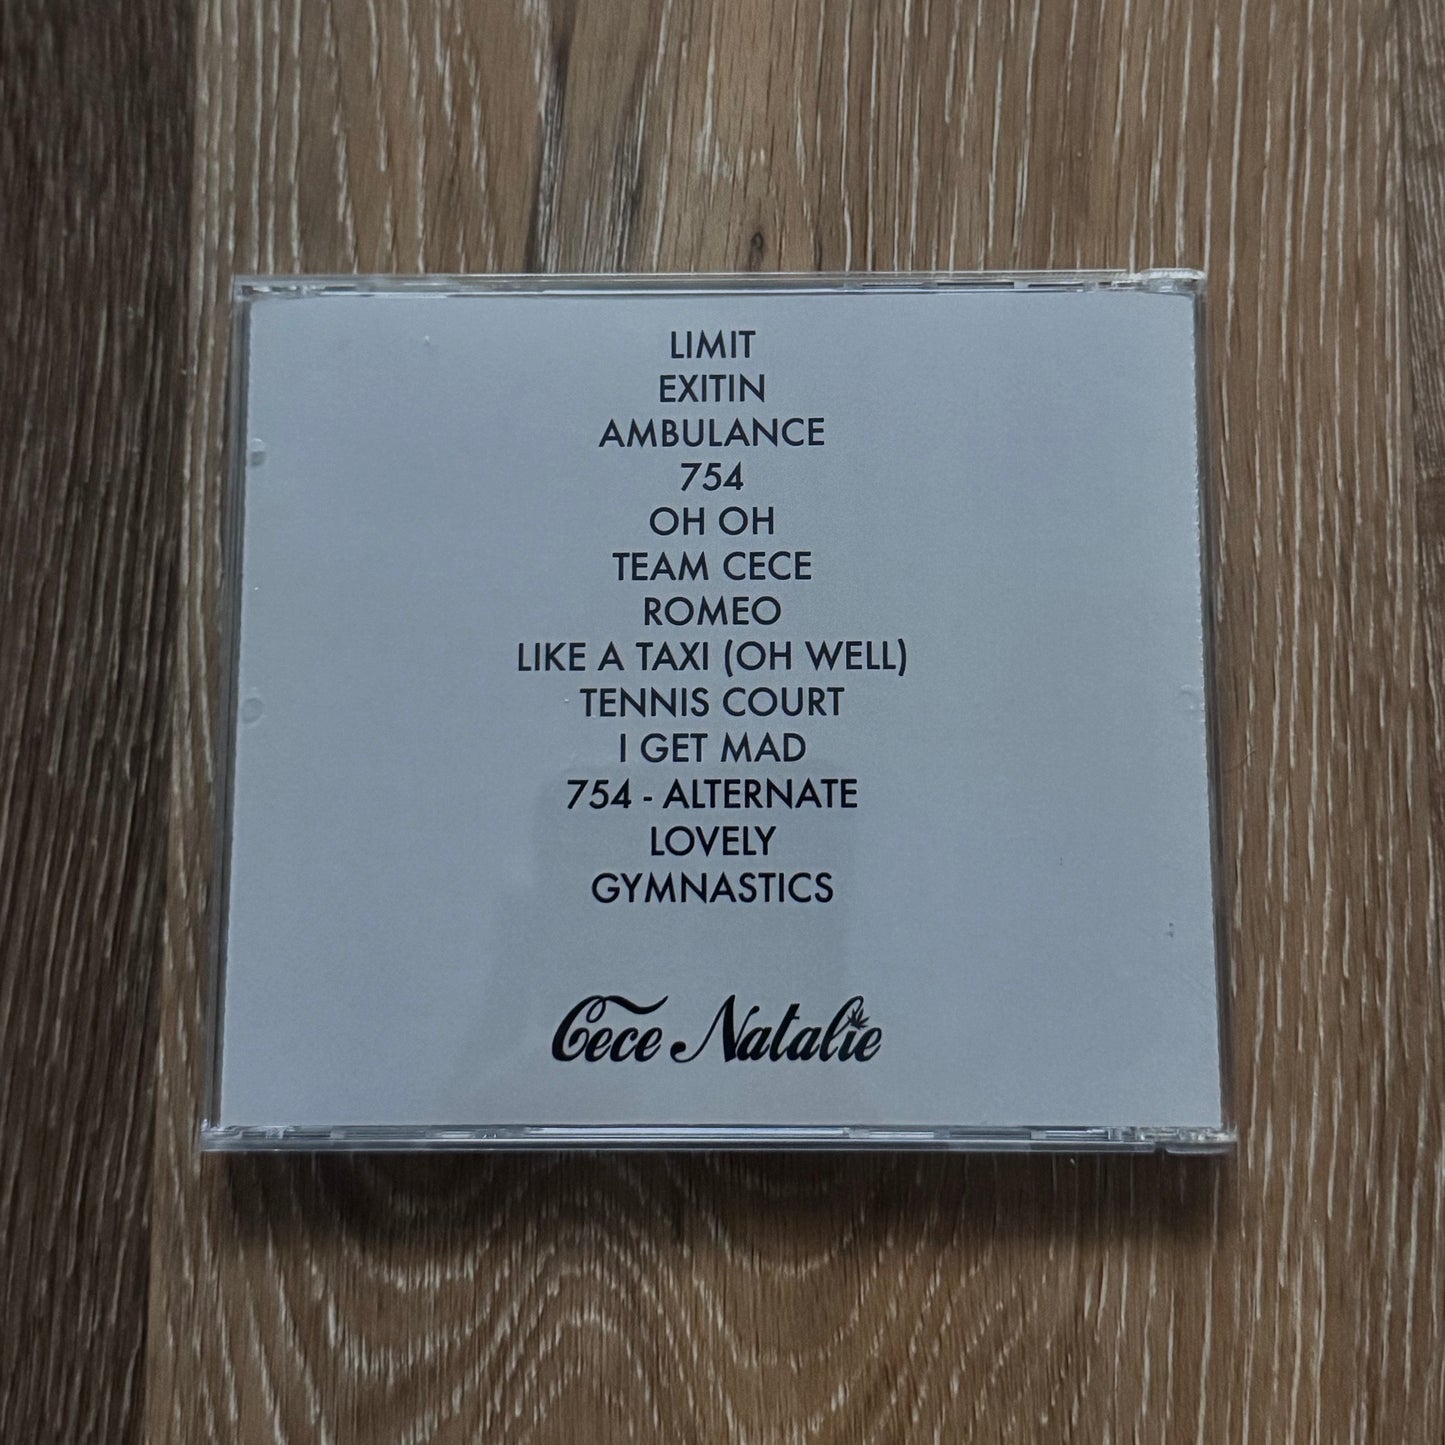 LIMIT
EXITIN
AMBULANCE
754
OH OH
TEAM CECE
ROMEO
LIKE A TAXI (OH WELL)
TENNIS COURT
I GET MAD
754 - ALTERNATE
LOVELY
GYMNASTICS
Cece Natalie